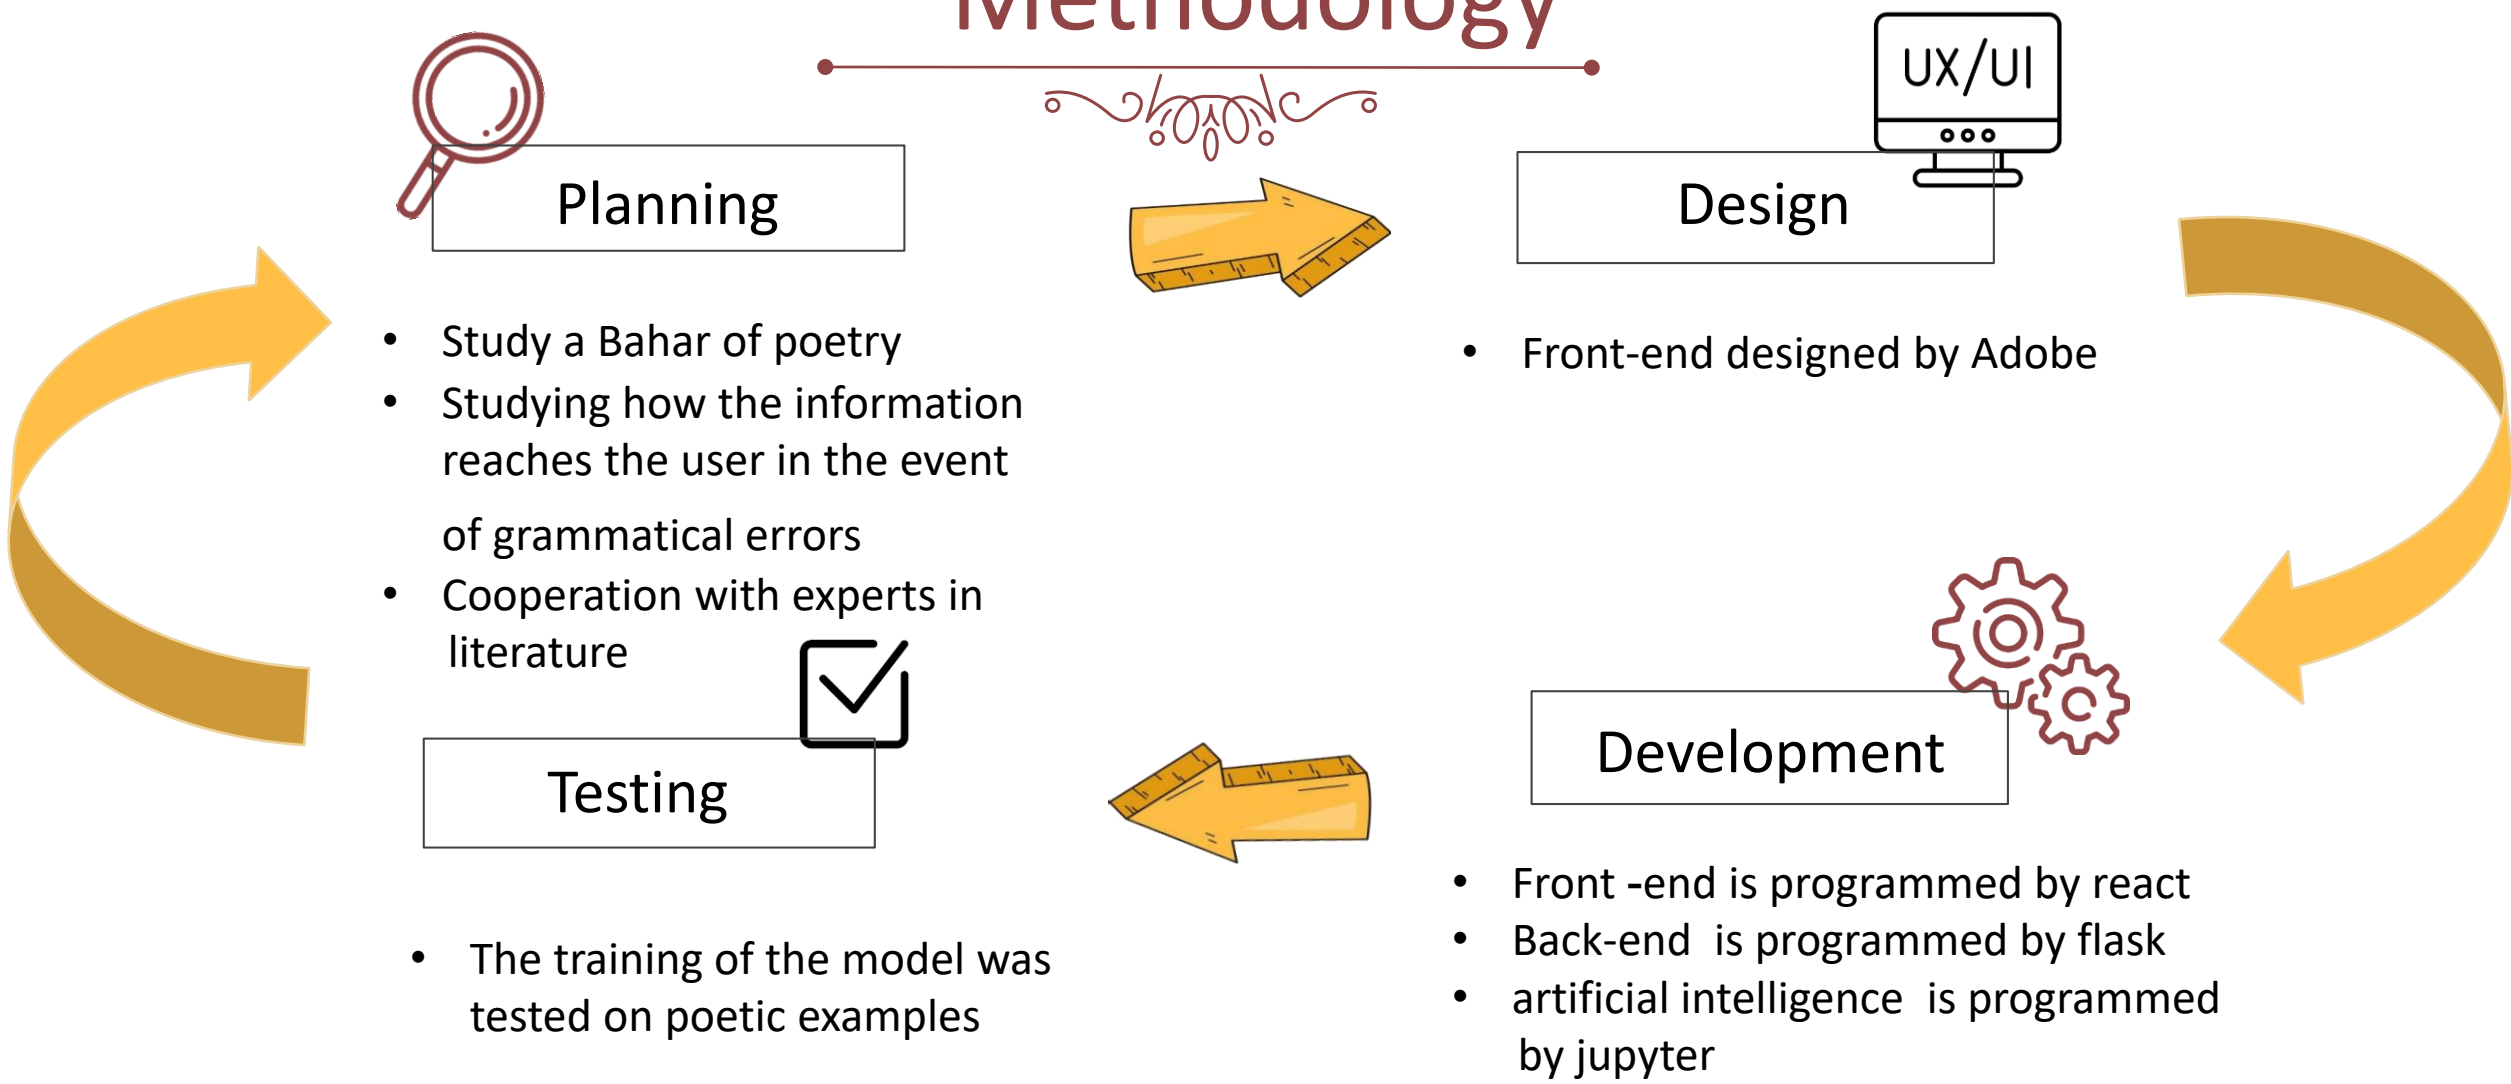 Methodology
UX/UI
Planning
Study a Bahar of poetry
Studying how the information
reaches the user in the event
of grammatical errors
Cooperation with experts in
literature
Design
Front-end designed by Adobe
Development
Front -end is programmed by react
Back-end  is programmed by flask
artificial intelligence  is programmed
by jupyter
Testing
The training of the model was
tested on poetic examples